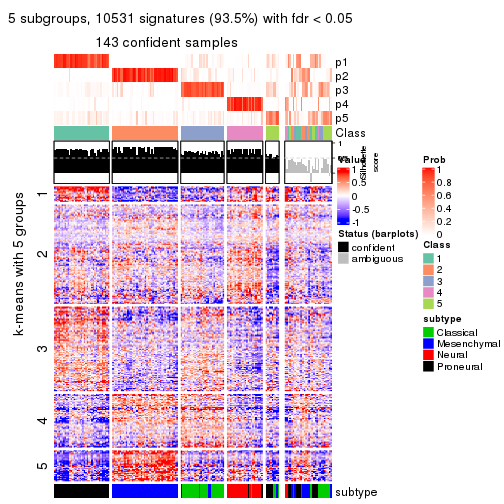 5 subgroups, 10531 signatures (93.5%) with fdr < 0.05
143 confident samples
p1
p2
p3
p4
p5
Class
1
score
Value
1
0.5
0
-0.5
-1
Status (barplots)
confident
ambiguous
Prob
1
0.8
0.6
0.4
0.2
0
Class
1
2
3
4
5
subtype
Classical
Mesenchymal
Neural
Proneural
k-means with 5 groups
1
2
3
4
5
subtype